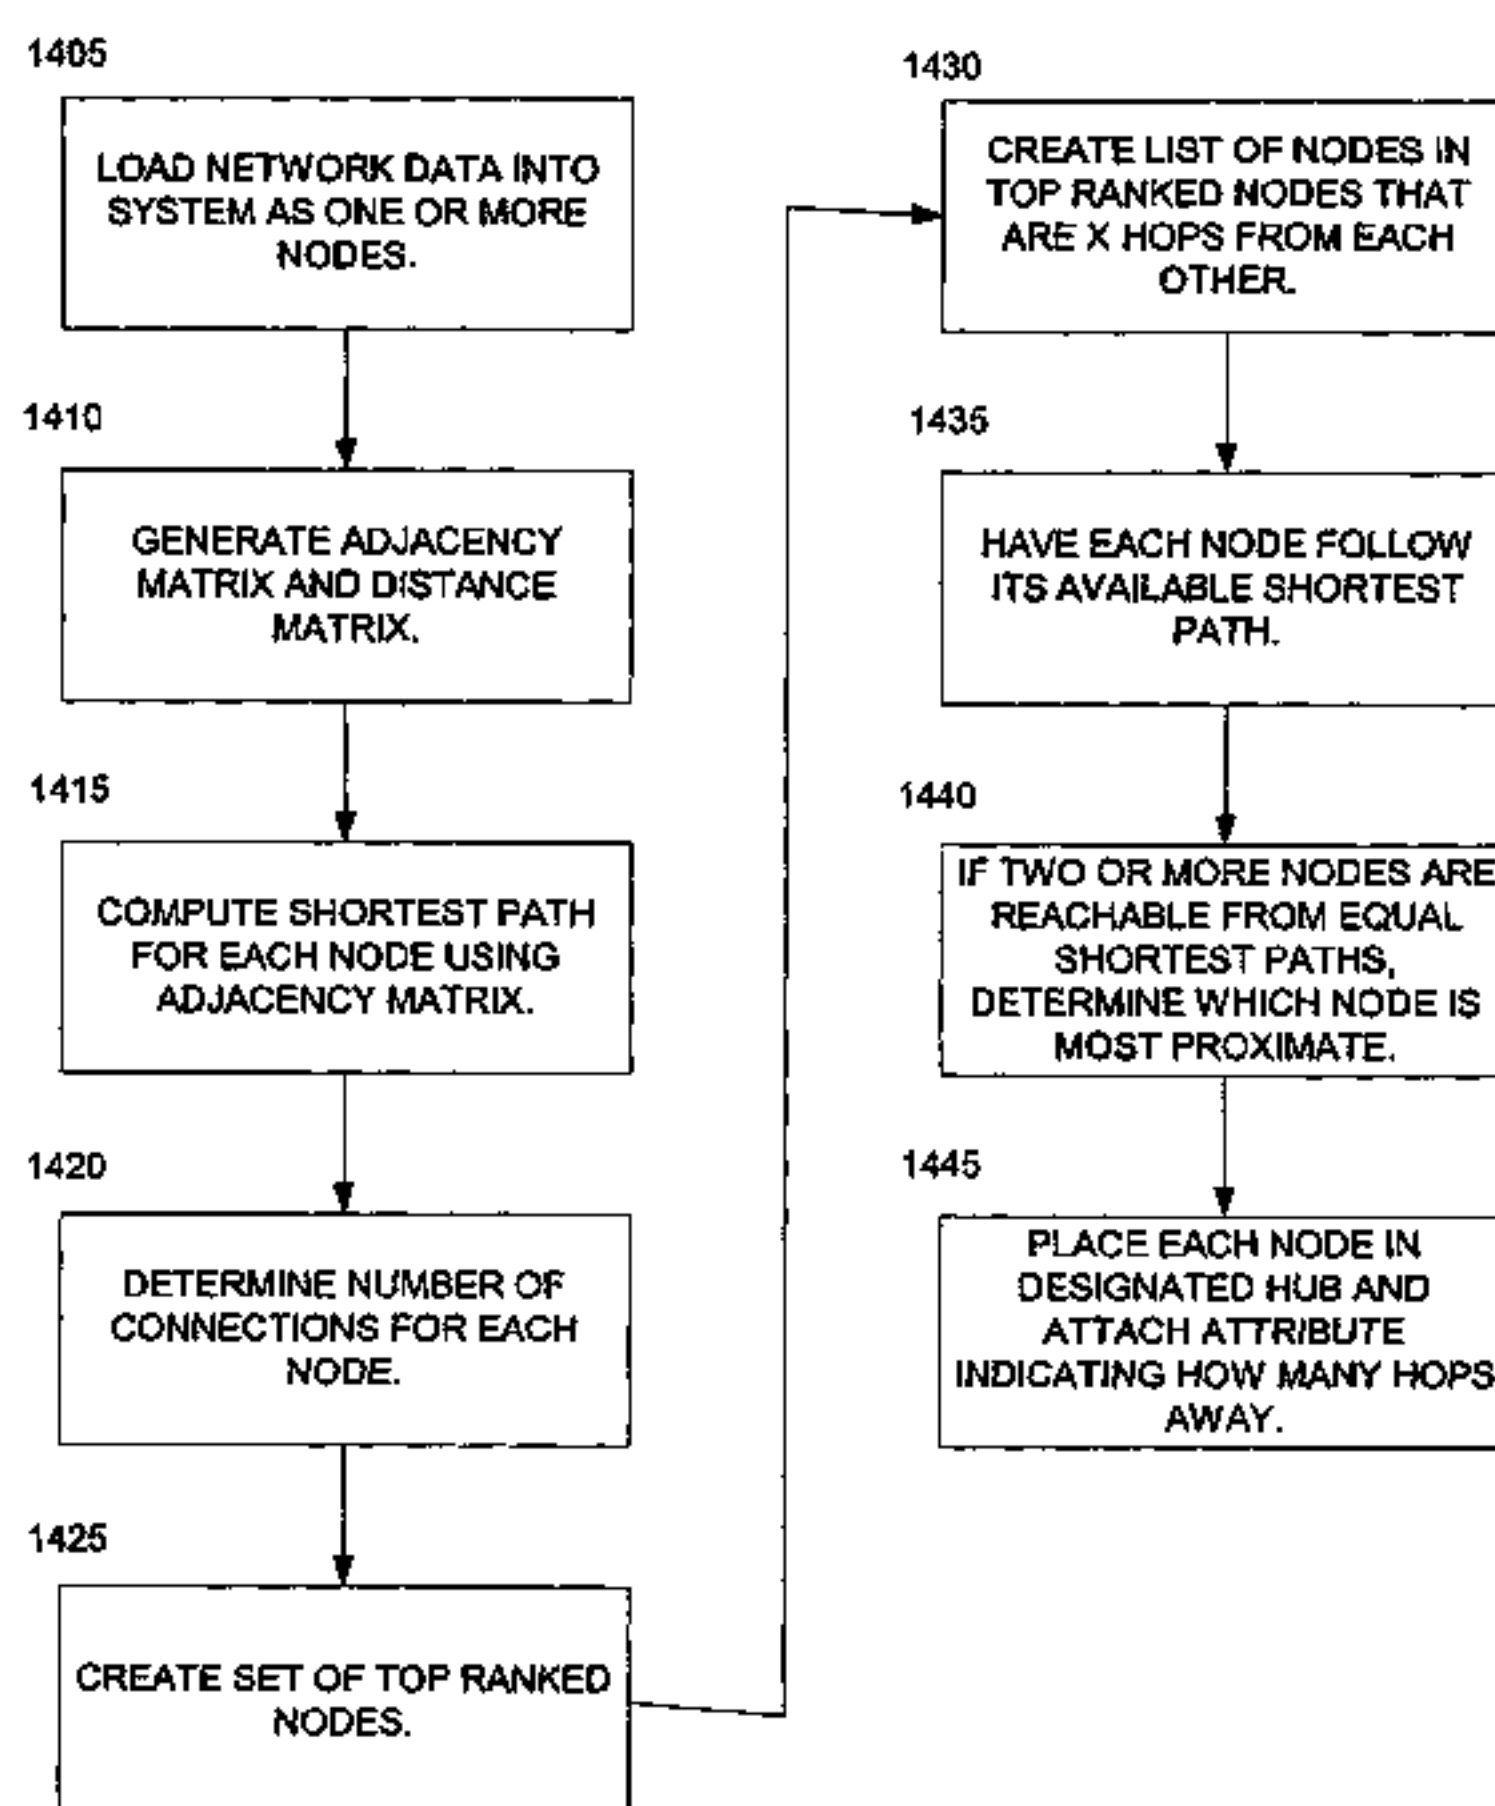 1405
LOAD NETWORK DATA INTO
SYSTEM AS ONE OR MORE
NODES.
1410
GENERATE ADJACENCY
MATRIX AND DISTANCE
MATRIX.
1415
COMPUTE SHORTEST PATH
FOR EACH NODE USING
ADJACENCY MATRIX.
1420
DETERMINE NUMBER OF
CONNECTIONS FOR EACH
NODE.
1425
CREATE SET OF TOP RANKED
NODES.
1430
CREATE LIST OF NODES IN
TOP RANKED NODES THAT
ARE X HOPS FROM EACH
OTHER.
1435
HAVE EACH NODE FOLLOW
ITS AVAILABLE SHORTEST
PATH.
1440
IF TWO OR MORE NODES ARE
REACHABLE FROM EQUAL
SHORTEST PATHS,
DETERMINE WHICH NODE IS
MOST PROXIMATE.
1445
PLACE EACH NODE IN
DESIGNATED HUB AND
ATTACH ATTRIBUTE
INDICATING HOW MANY HOPS
AWAY.